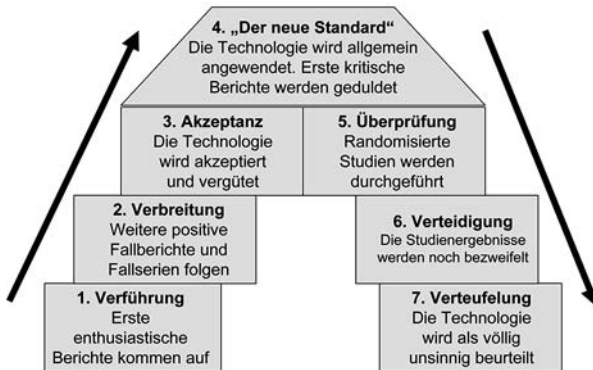 4. „Der neue Standard“
Die Technologie wird allgemein
angewendet. Erste kritische
Berichte werden geduldet
3. Akzeptanz
Die Technologie
wird akzeptiert
und vergütet
5. Überprüfung
Randomisierte
Studien werden
durchgeführt
2. Verbreitung
Weitere positive
Fallberichte und
Fallserien folgen
6. Verteidigung
Die Studienergebnisse
werden noch bezweifelt
1. Verführung
Erste
enthusiastische
Berichte kommen auf
7. Verteufelung
Die Technologie
wird als völlig
unsinnig beurteilt